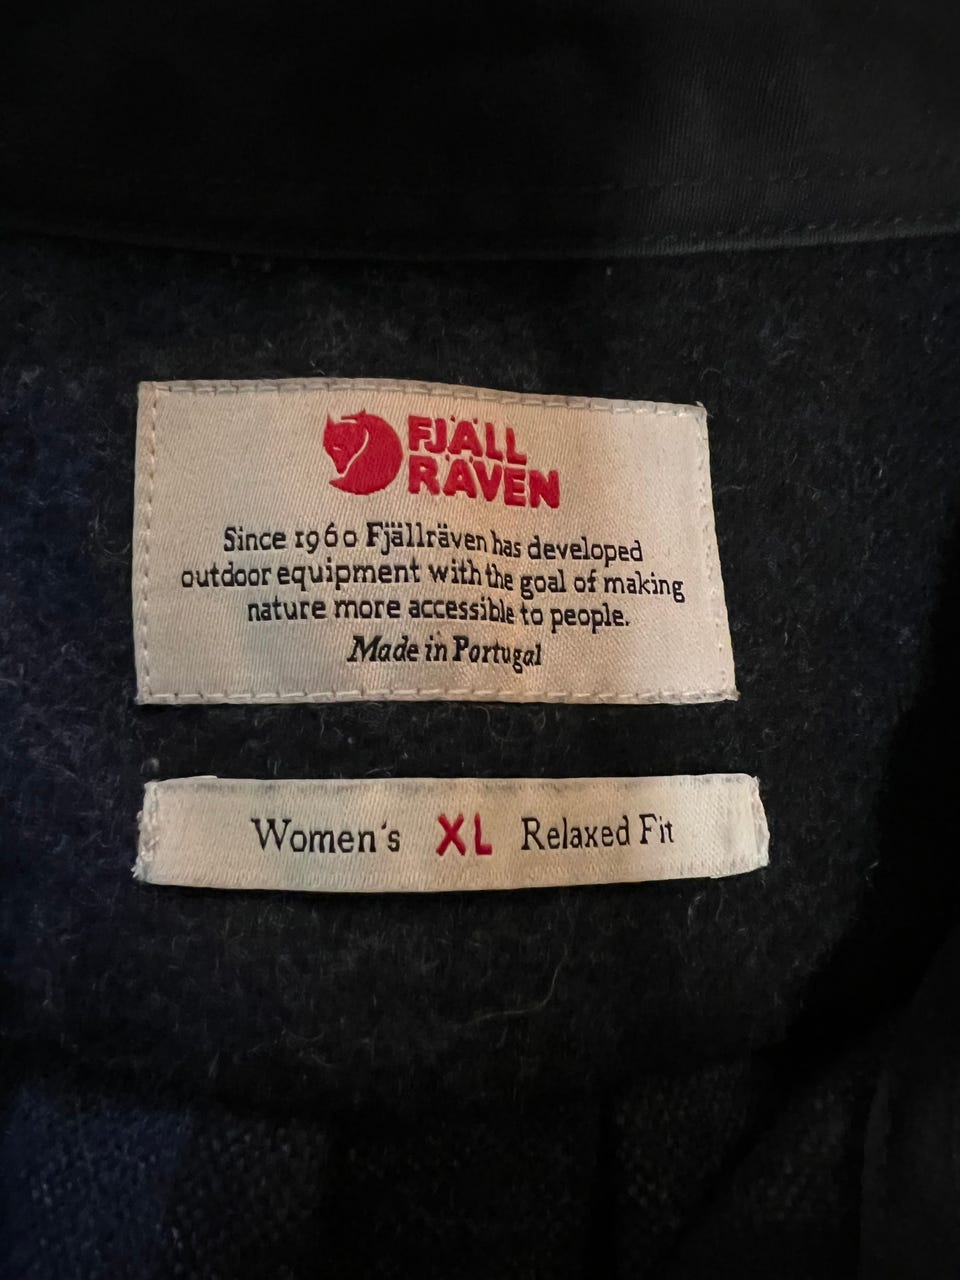 FJÄLL
RÄVEN
Since 1960 Fjällräven has developed
outdoor equipment with the goal of making
nature more accessible to people.
Made in Portugal
Women's XL Relaxed Fit